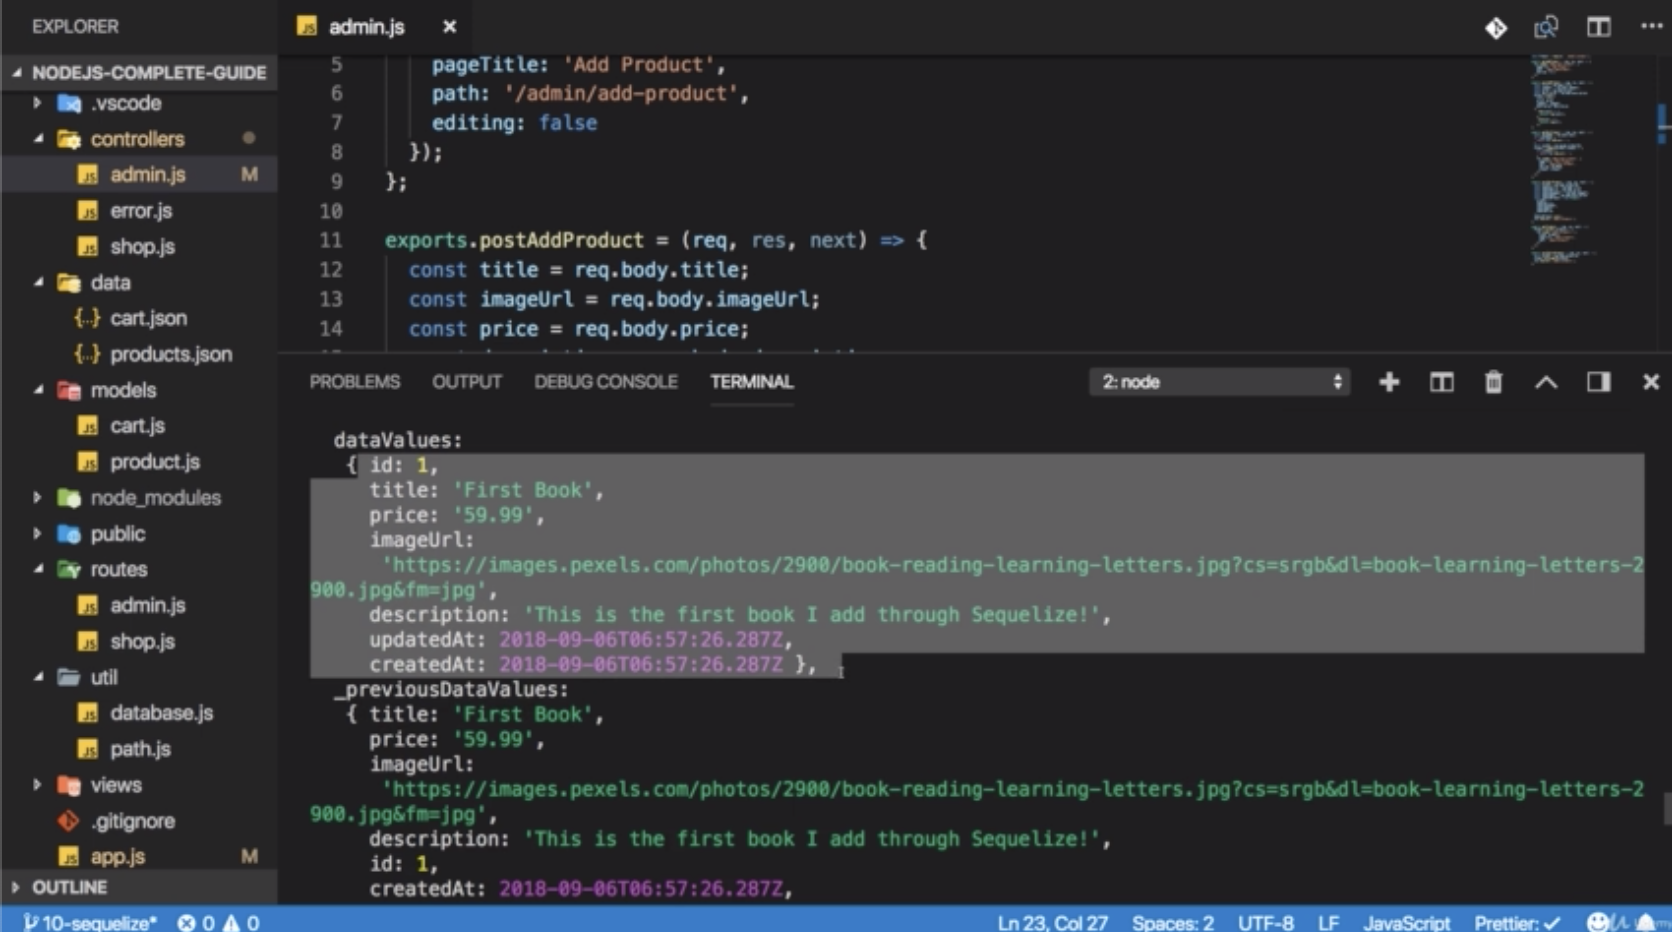 EXPLORER
NODEJS-COMPLETE-GUIDE
.vscode
controllers
admin.js M
error.js
shop.js
data
{..} cart.json
{..} products.json
models
cart.js
product.js
node_modules
public
routes
admin.js
shop.js
util
database.js
path.js
views
.gitignore
app.js M
OUTLINE
JS admin.js ×
5 pageTitle: 'Add Product',
6 path: '/admin/add-product',
7 editing: false
8 });
9 };
10
11 exports.postAddProduct = (req, res, next) => {
12 const title = req.body.title;
13 const imageUrl = req.body.imageUrl;
14 const price = req.body.price;
PROBLEMS OUTPUT DEBUG CONSOLE TERMINAL 2: node
dataValues:
{ id: 1,
title: 'First Book',
price: '59.99',
imageUrl:
'https://images.pexels.com/photos/2900/book-reading-learning-letters.jpg?cs=srgb&dl=book-learning-letters-2
900.jpg&fm=jpg',
description: 'This is the first book I add through Sequelize!',
updatedAt: 2018-09-06T06:57:26.287Z,
createdAt: 2018-09-06T06:57:26.287Z },
_previousDataValues:
{ title: 'First Book',
price: '59.99',
imageUrl:
'https://images.pexels.com/photos/2900/book-reading-learning-letters.jpg?cs=srgb&dl=book-learning-letters-2
900.jpg&fm=jpg',
description: 'This is the first book I add through Sequelize!',
id: 1,
createdAt: 2018-09-06T06:57:26.287Z,
10-sequelize* 0 0 Ln 23, Col 27 Spaces: 2 UTF-8 LF JavaScript Prettier: ✓